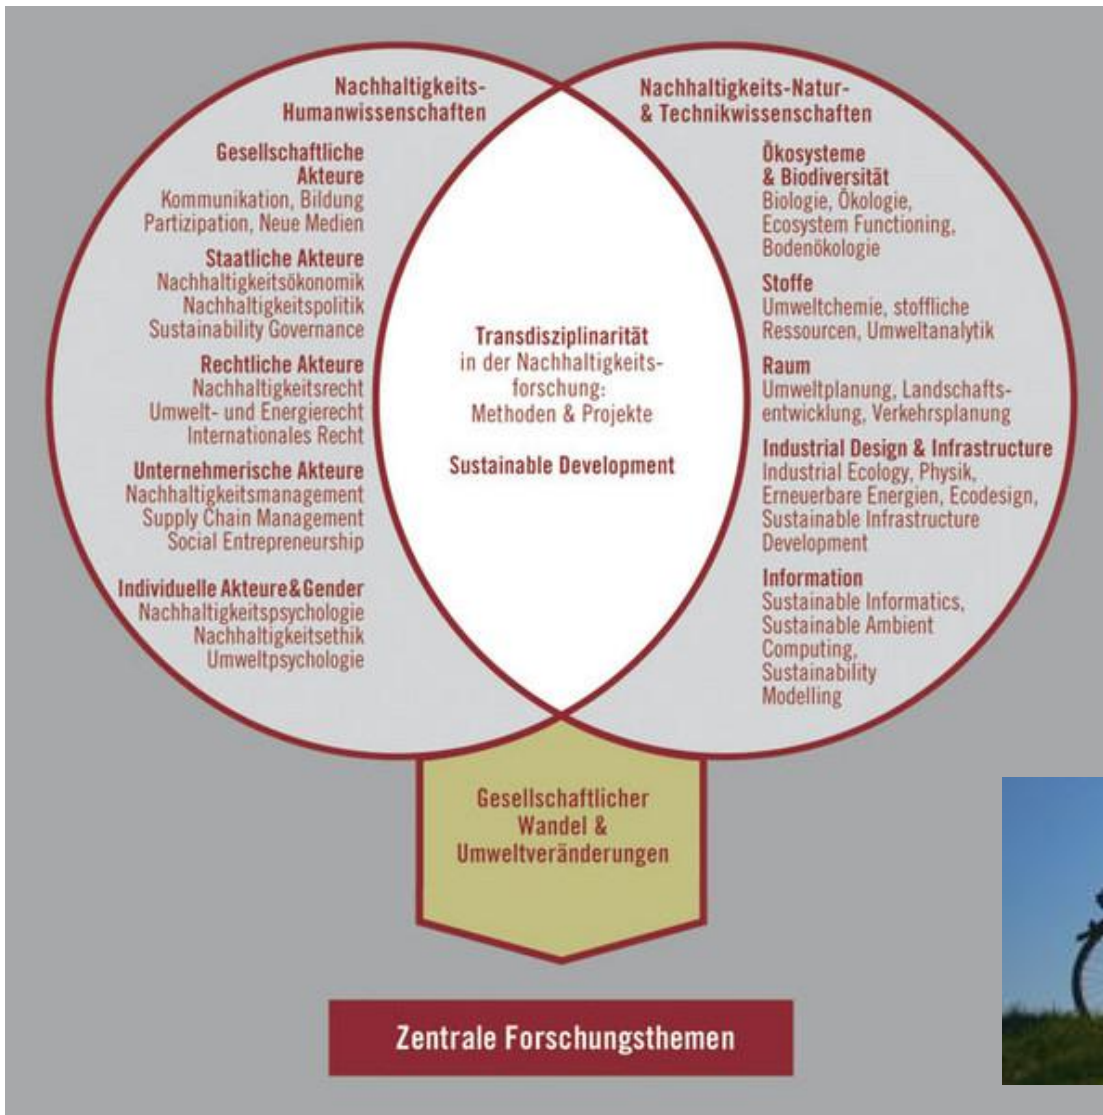 Nachhaltigkeits-
Humanwissenschaften
Gesellschaftliche
Akteure
Kommunikation, Bildung
Partizipation, Neue Medien
Staatliche Akteure
Nachhaltigkeitsökonomik
Nachhaltigkeitspolitik
Sustainability Governance
Rechtliche Akteure
Nachhaltigkeitsrecht
Umwelt- und Energierecht
Internationales Recht
Unternehmerische Akteure
Nachhaltigkeitsmanagement
Supply Chain Management
Social Entrepreneurship
Individuelle Akteure & Gender
Nachhaltigkeitspsychologie
Nachhaltigkeitsethik
Umweltpsychologie
Transdisziplinarität
in der Nachhaltigkeits-
forschung:
Methoden & Projekte
Sustainable Development
Nachhaltigkeits-Natur-
& Technikwissenschaften
Ökosysteme
& Biodiversität
Biologie, Ökologie,
Ecosystem Functioning,
Bodenökologie
Stoffe
Umweltchemie, stoffliche
Ressourcen, Umweltanalytik
Raum
Umweltplanung, Landschafts-
entwicklung, Verkehrsplanung
Industrial Design & Infrastructure
Industrial Ecology, Physik,
Erneuerbare Energien, Ecodesign,
Sustainable Infrastructure
Development
Information
Sustainable Informatics,
Sustainable Ambient
Computing,
Sustainability
Modelling
Gesellschaftlicher
Wandel &
Umweltveränderungen
Zentrale Forschungsthemen